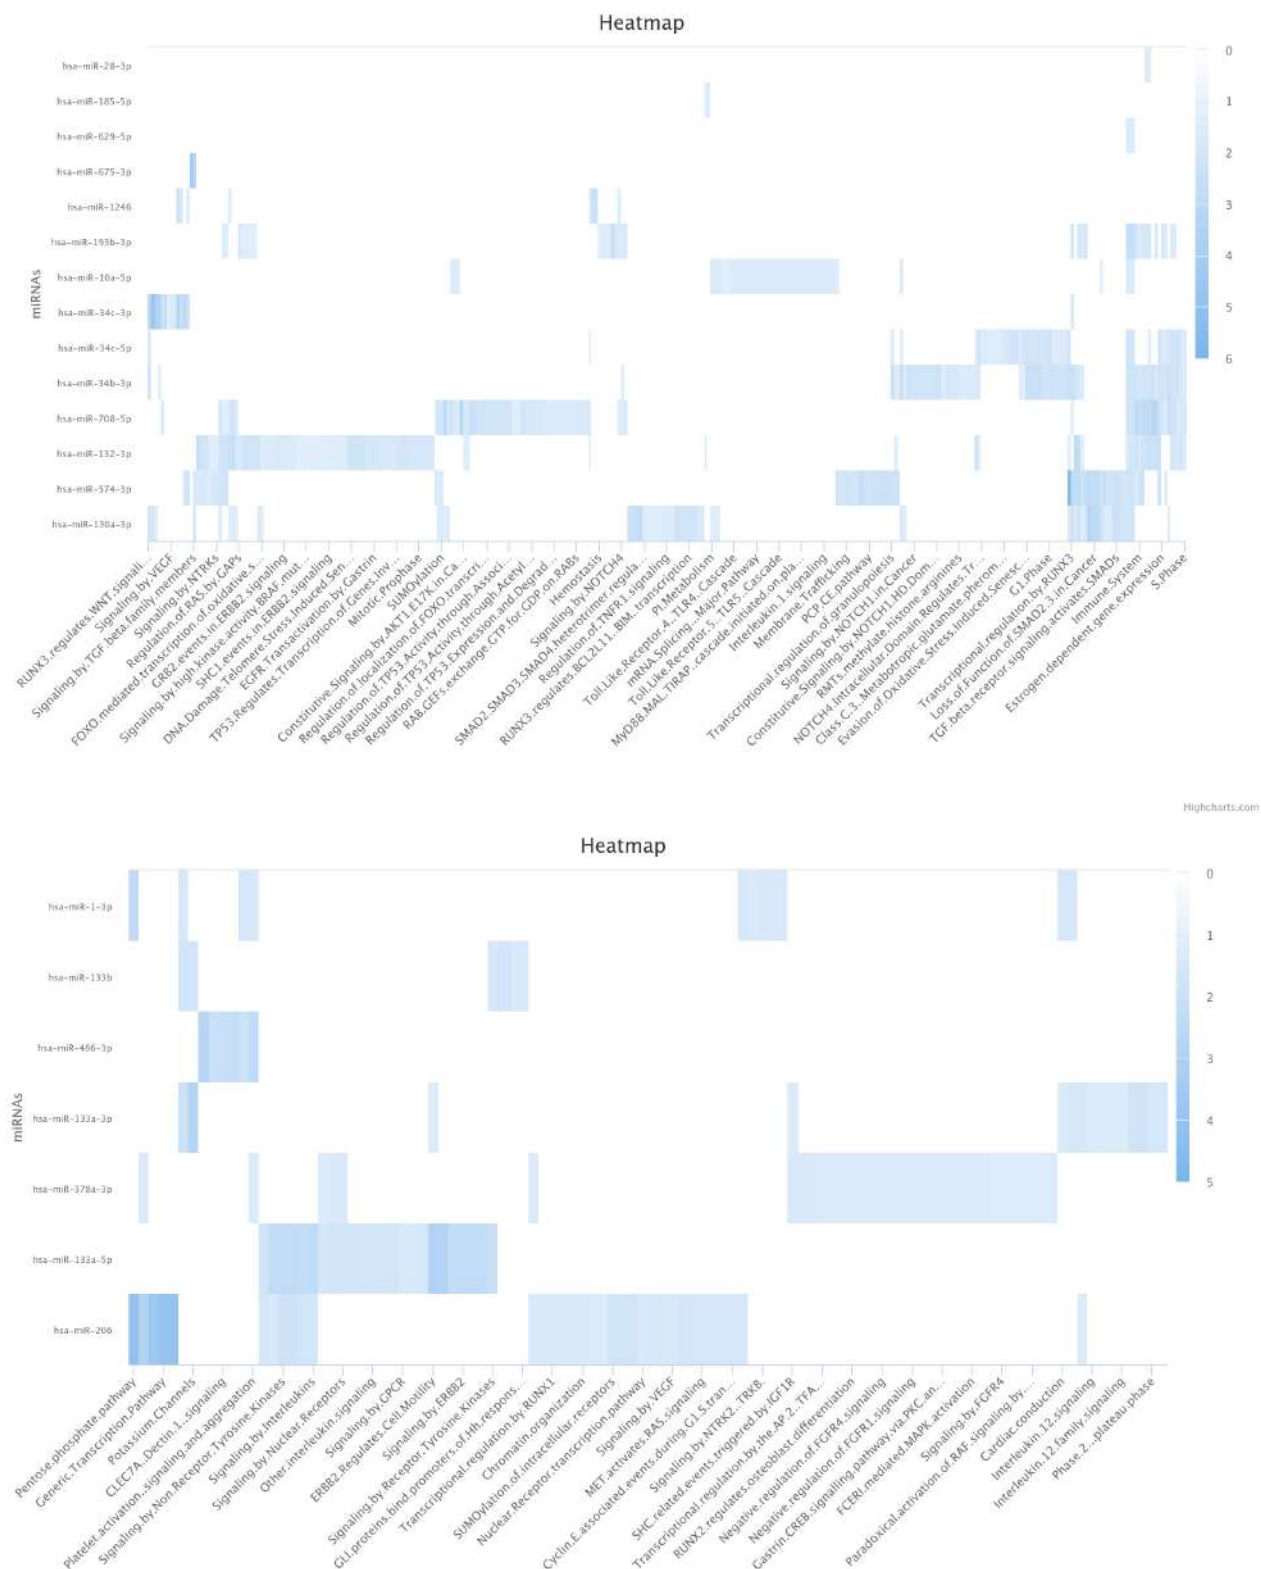 Heatmap
miRNAs
hsa-miR-28-3p
hsa-miR-185-5p
hsa-miR-629-5p
hsa-miR-675-3p
hsa-miR-1246
hsa-miR-193b-3p
hsa-miR-10a-5p
hsa-miR-34c-3p
hsa-miR-34c-5p
hsa-miR-34b-3p
hsa-miR-708-5p
hsa-miR-132-3p
hsa-miR-574-3p
hsa-miR-130a-3p
0
1
2
3
4
5
6
RUNX3.regulates.WNT.signali...
Signaling.by.VEGF
Signaling.by.TGF.beta.family.members
Signaling.by.NTRKs
Regulation.of.RAS.by.GAPs
FOXO.mediated.transcription.of.oxidative.s...
GRB2.events.in.ERBB2.signaling
Signaling.by.high.kinase.activity.BRAF.mut...
SHC1.events.in.ERBB2.signaling
DNA.Damage.Telomere.Stress.Induced.Sen...
EGFR.Transactivation.by.Gastrin
TP53.Regulates.Transcription.of.Genes.Inv...
Mitotic.Prophase
SUMOylation
Constitutive.Signaling.by.AKT1.E17K.in.Ca...
Regulation.of.localization.of.FOXO.transcri...
Regulation.of.TP53.Activity.through.Associ...
Regulation.of.TP53.Activity.through.Acetyl...
Regulation.of.TP53.Expression.and.Degrad...
RAB.GEFs.exchange.GTP.for.GDP.on.RABs
Hemostasis
Signaling.by.NOTCH4
SMAD2.SMAD3.SMAD4.heterotrimer.regula...
Regulation.of.TNFR1.signaling
RUNX3.regulates.BCL2L11..BIM..transcription
PI.Metabolism
Toll.Like.Receptor.4..TLR4..Cascade
mRNA.Splicing...Major.Pathway
Toll.Like.Receptor.5..TLR5..Cascade
MyD88.MAL.TIRAP..cascade.initiated.on.pla...
Interleukin.1.signaling
Membrane.Trafficking
PCP.CE.pathway
Transcriptional.regulation.of.granulopoiesis
Signaling.by.NOTCH1.in.Cancer
Constitutive.Signaling.by.NOTCH1.HD.Dom...
RMTs.methylate.histone.arginines
NOTCH4.Intracellular.Domain.Regulates.Tr...
Class.C.3..Metabotropic.glutamate.pherom...
Evasion.of.Oxidative.Stress.Induced.Senesc...
G1.Phase
Transcriptional.regulation.by.RUNX3
Loss.of.Function.of.SMAD2.3.in.Cancer
TGF.beta.receptor.signaling.activates.SMADs
Immune.System
Estrogen.dependent.gene.expression
S.Phase
Highcharts.com
Heatmap
miRNAs
hsa-miR-1-3p
hsa-miR-133b
hsa-miR-486-3p
hsa-miR-133a-3p
hsa-miR-378a-3p
hsa-miR-133a-5p
hsa-miR-206
0
1
2
3
4
5
Pentose.phosphate.pathway
Generic.Transcription.Pathway
Potassium.Channels
CLEC7A..Dectin.1..signaling
Platelet.activation..signaling.and.aggregation
Signaling.by.Non.Receptor.Tyrosine.Kinases
Signaling.by.Interleukins
Signaling.by.Nuclear.Receptors
Other.interleukin.signaling
Signaling.by.GPCR
ERBB2.Regulates.Cell.Motility
Signaling.by.ERBB2
Signaling.by.Receptor.Tyrosine.Kinases
GLI.proteins.bind.promoters.of.Hh.respons...
Transcriptional.regulation.by.RUNX1
Chromatin.organization
SUMOylation.of.intracellular.receptors
Nuclear.Receptor.transcription.pathway
Signaling.by.VEGF
MET.activates.RAS.signaling
Cyclin.E.associated.events.during.G1.S.tran...
Signaling.by.NTRK2..TRKB.
SHC.related.events.triggered.by.IGF1R
Transcriptional.regulation.by.the.AP.2..TFA...
RUNX2.regulates.osteoblast.differentiation
Negative.regulation.of.FGFR4.signaling
Negative.regulation.of.FGFR1.signaling
Gastrin.CREB.signalling.pathway.via.PKC.an...
FCERI.mediated.MAPK.activation
Signaling.by.FGFR4
Paradoxical.activation.of.RAF.signaling.by....
Cardiac.conduction
Interleukin.12.signaling
Interleukin.12.family.signaling
Phase.2...plateau.phase